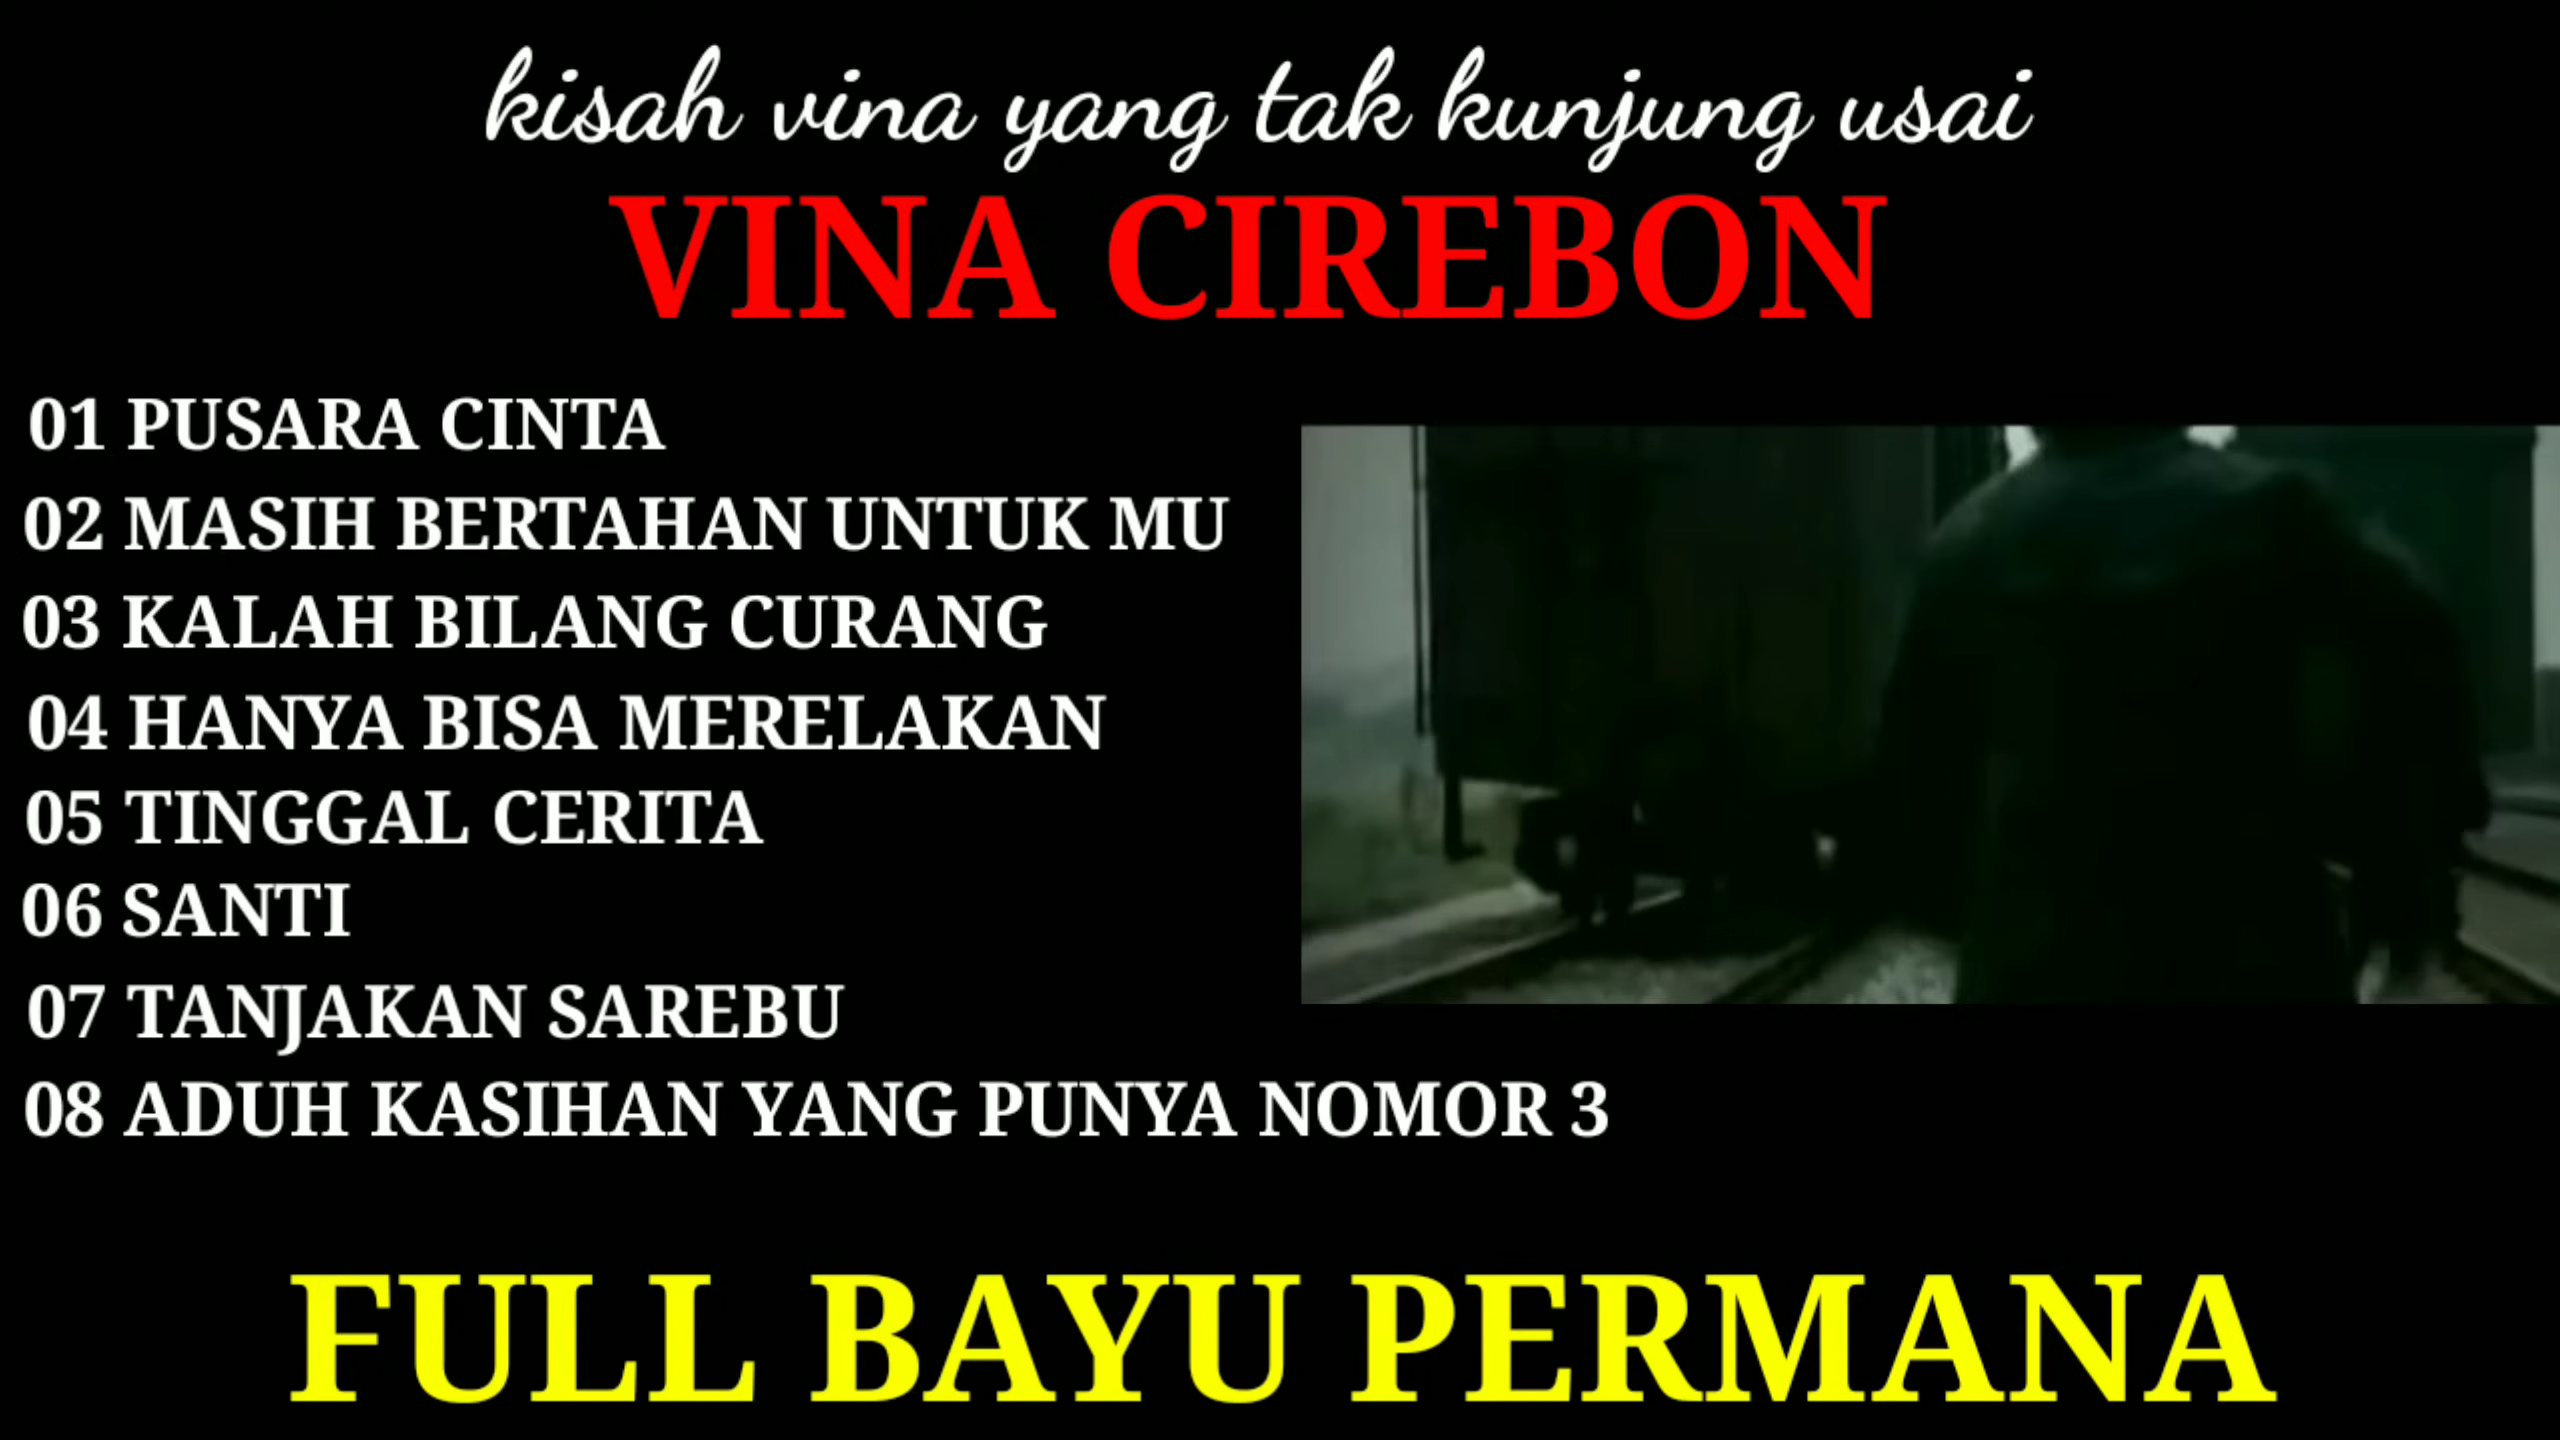 kisah vina yang tak kunjung usai
VINA CIREBON
01 PUSARA CINTA
02 MASIH BERTAHAN UNTUK MU
03 KALAH BILANG CURANG
04 HANYA BISA MERELAKAN
05 TINGGAL CERITA
06 SANTI
07 TANJAKAN SAREBU
08 ADUH KASIHAN YANG PUNYA NOMOR 3
FULL BAYU PERMANA